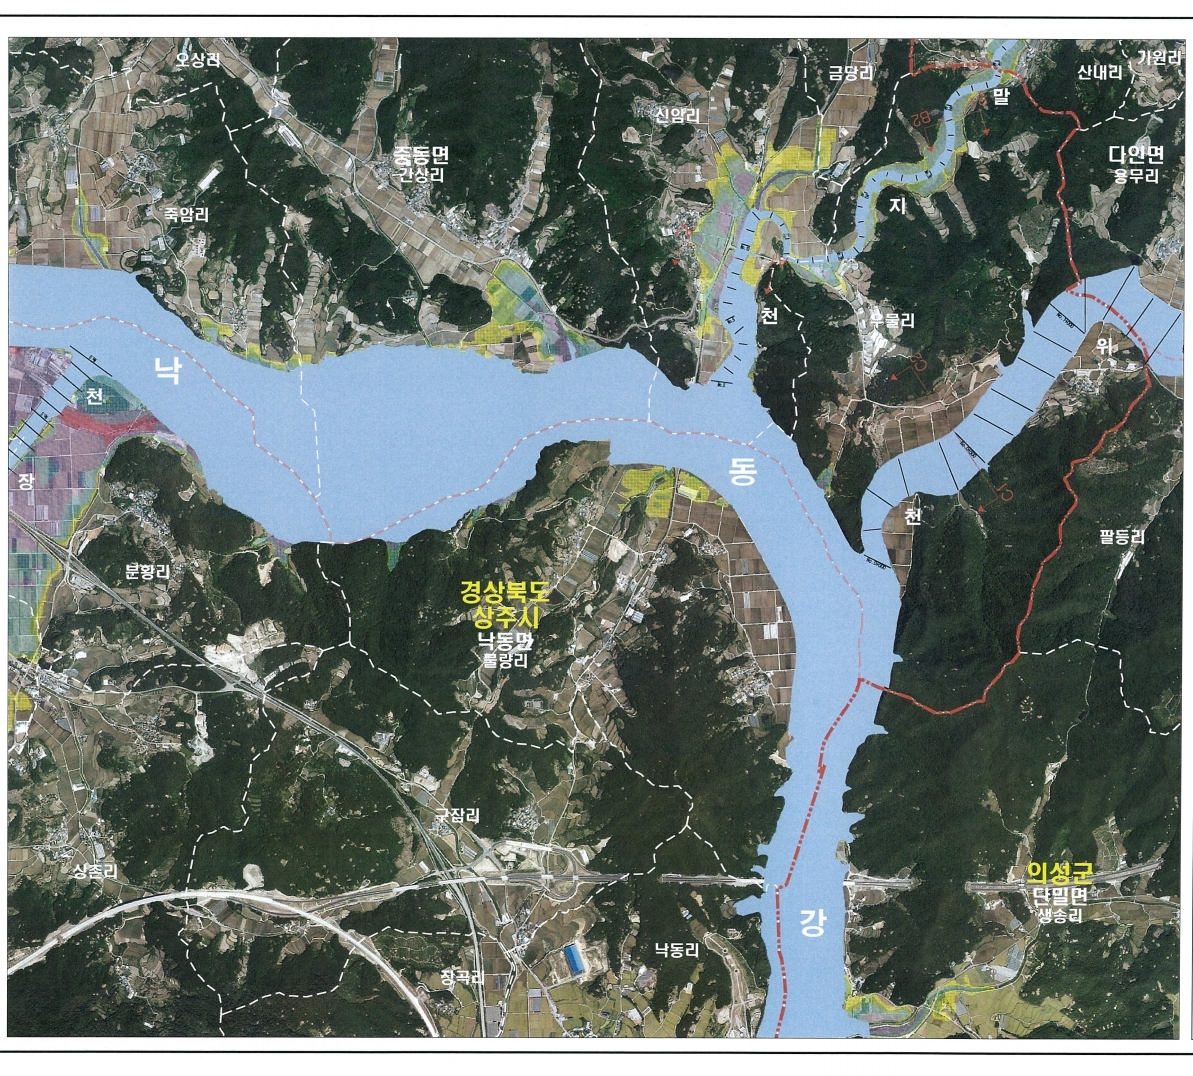 오상리
금당리
산내리
기원리
말
신암리
중동면
간상리
다인면
용무리
죽암리
지
천
우물리
위
낙
천
동
장
천
팔등리
분황리
경상북도
상주시
낙동면
물량리
구잠리
상촌리
의성군
단밀면
생송리
강
낙동리
장곡리